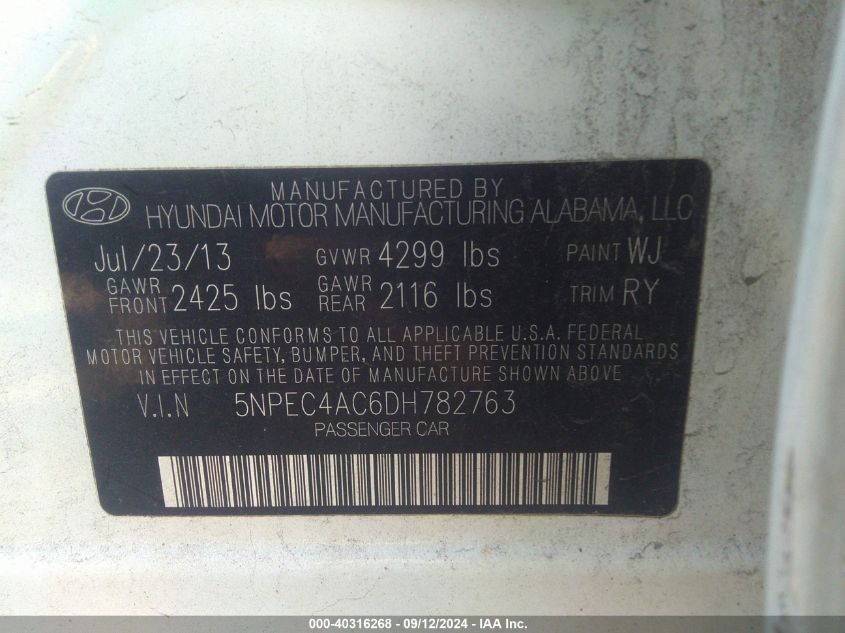 MANUFACTURED BY
HYUNDAI MOTOR MANUFACTURING ALABAMA, LLC
Jul/23/13 GVWR 4299 lbs PAINT WJ
GAWR FRONT 2425 lbs GAWR REAR 2116 lbs TRIM RY
THIS VEHICLE CONFORMS TO ALL APPLICABLE U.S.A. FEDERAL
MOTOR VEHICLE SAFETY, BUMPER, AND THEFT PREVENTION STANDARDS
IN EFFECT ON THE DATE OF MANUFACTURE SHOWN ABOVE
V.I.N 5NPEC4AC6DH782763
PASSENGER CAR
000-40316268 - 09/12/2024 - IAA Inc.